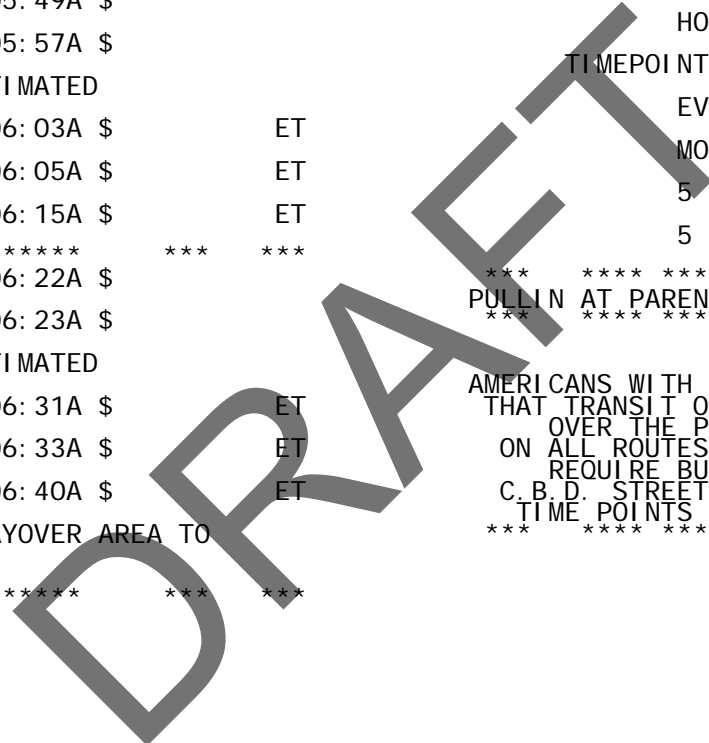 05:49A $
05:57A $
TIMATED
06:03A $ ET
06:05A $ ET
06:15A $ ET
***** *** ***
06:22A $
06:23A $
TIMATED
06:31A $ ET
06:33A $ ET
06:40A $ ET
AYOVER AREA TO
***** *** ***
HO
TIMEPOINT
EV
MO
5
5
*** **** ***
PULLIN AT PAREN
*** **** ***
AMERICANS WITH
THAT TRANSIT O
OVER THE P
ON ALL ROUTES
REQUIRE BU
C.B.D. STREET
TIME POINTS
*** **** ***
DRAFT